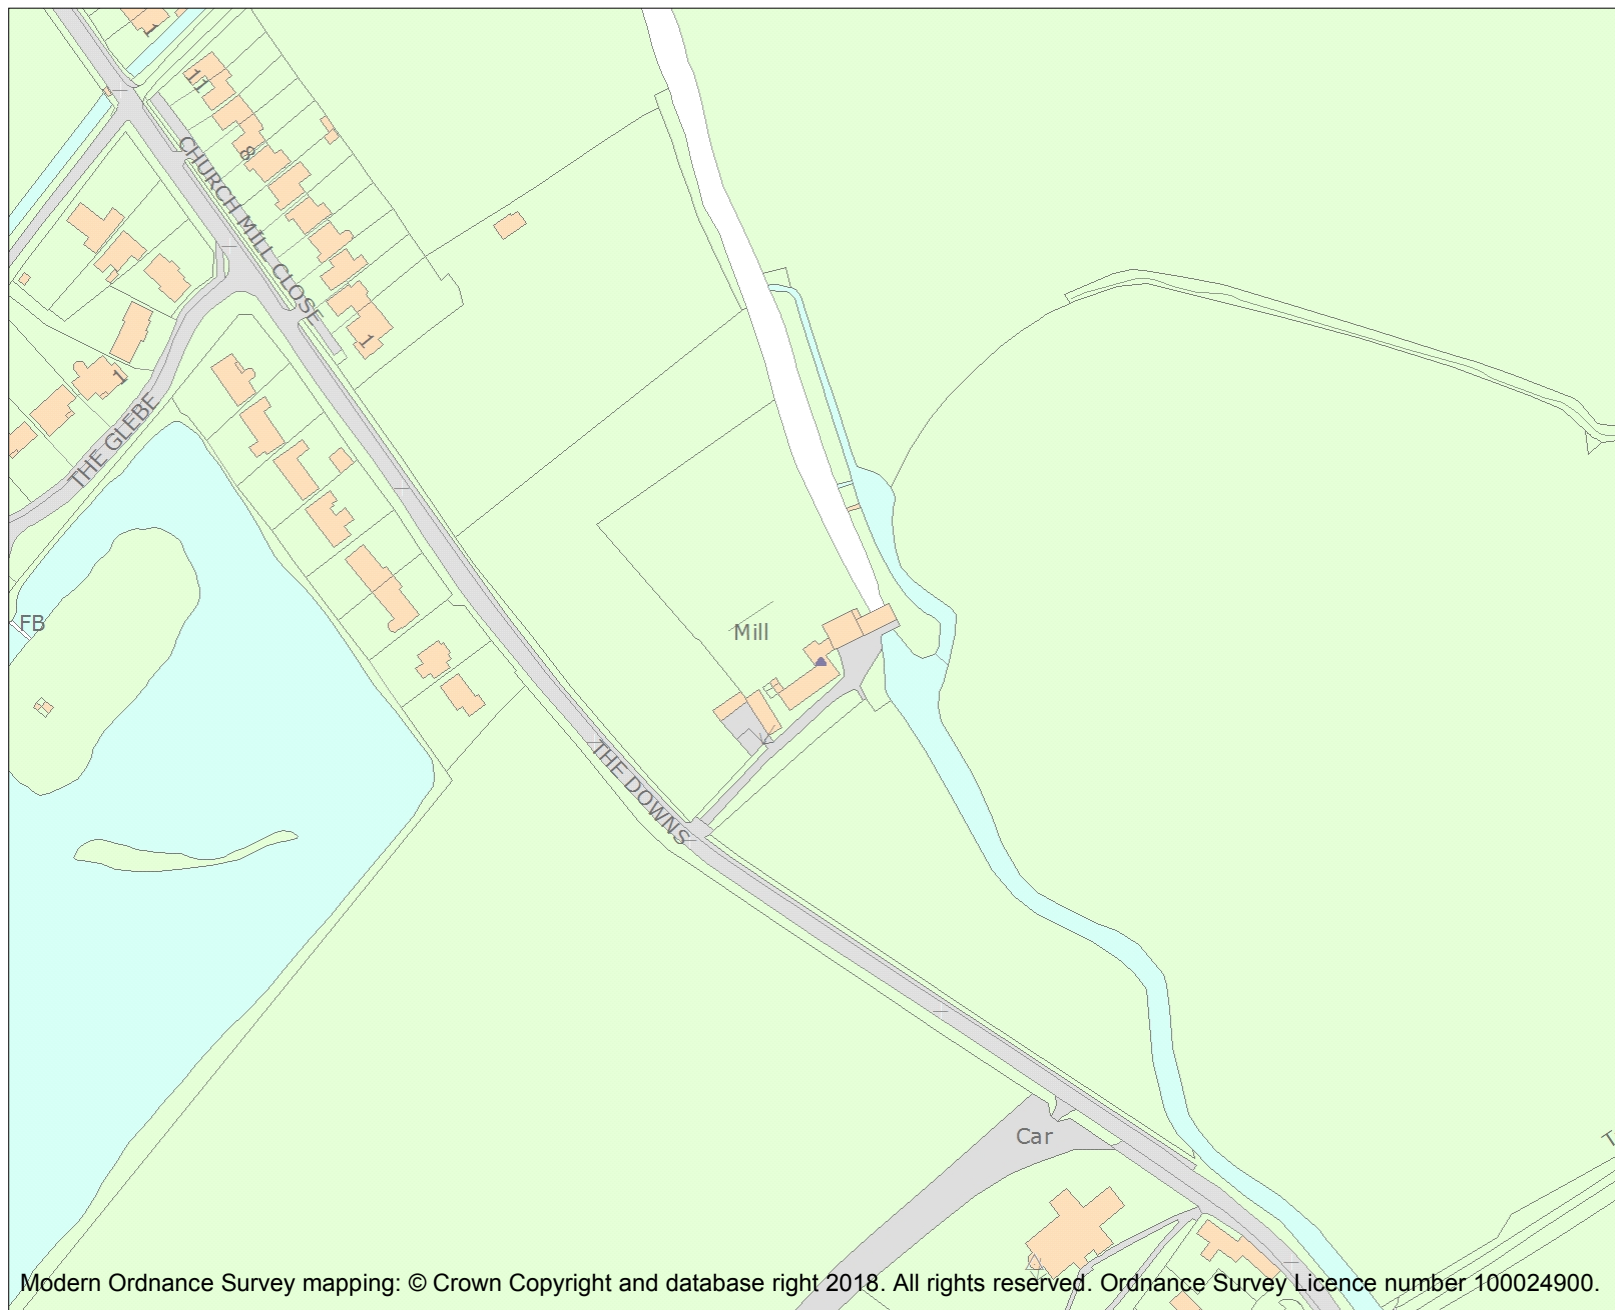 1
11
8
CHURCH MILL CLOSE
1
1
THE GLEBE
FB
Mill
THE DOWNS
Car
T
Modern Ordnance Survey mapping: © Crown Copyright and database right 2018. All rights reserved. Ordnance Survey Licence number 100024900.